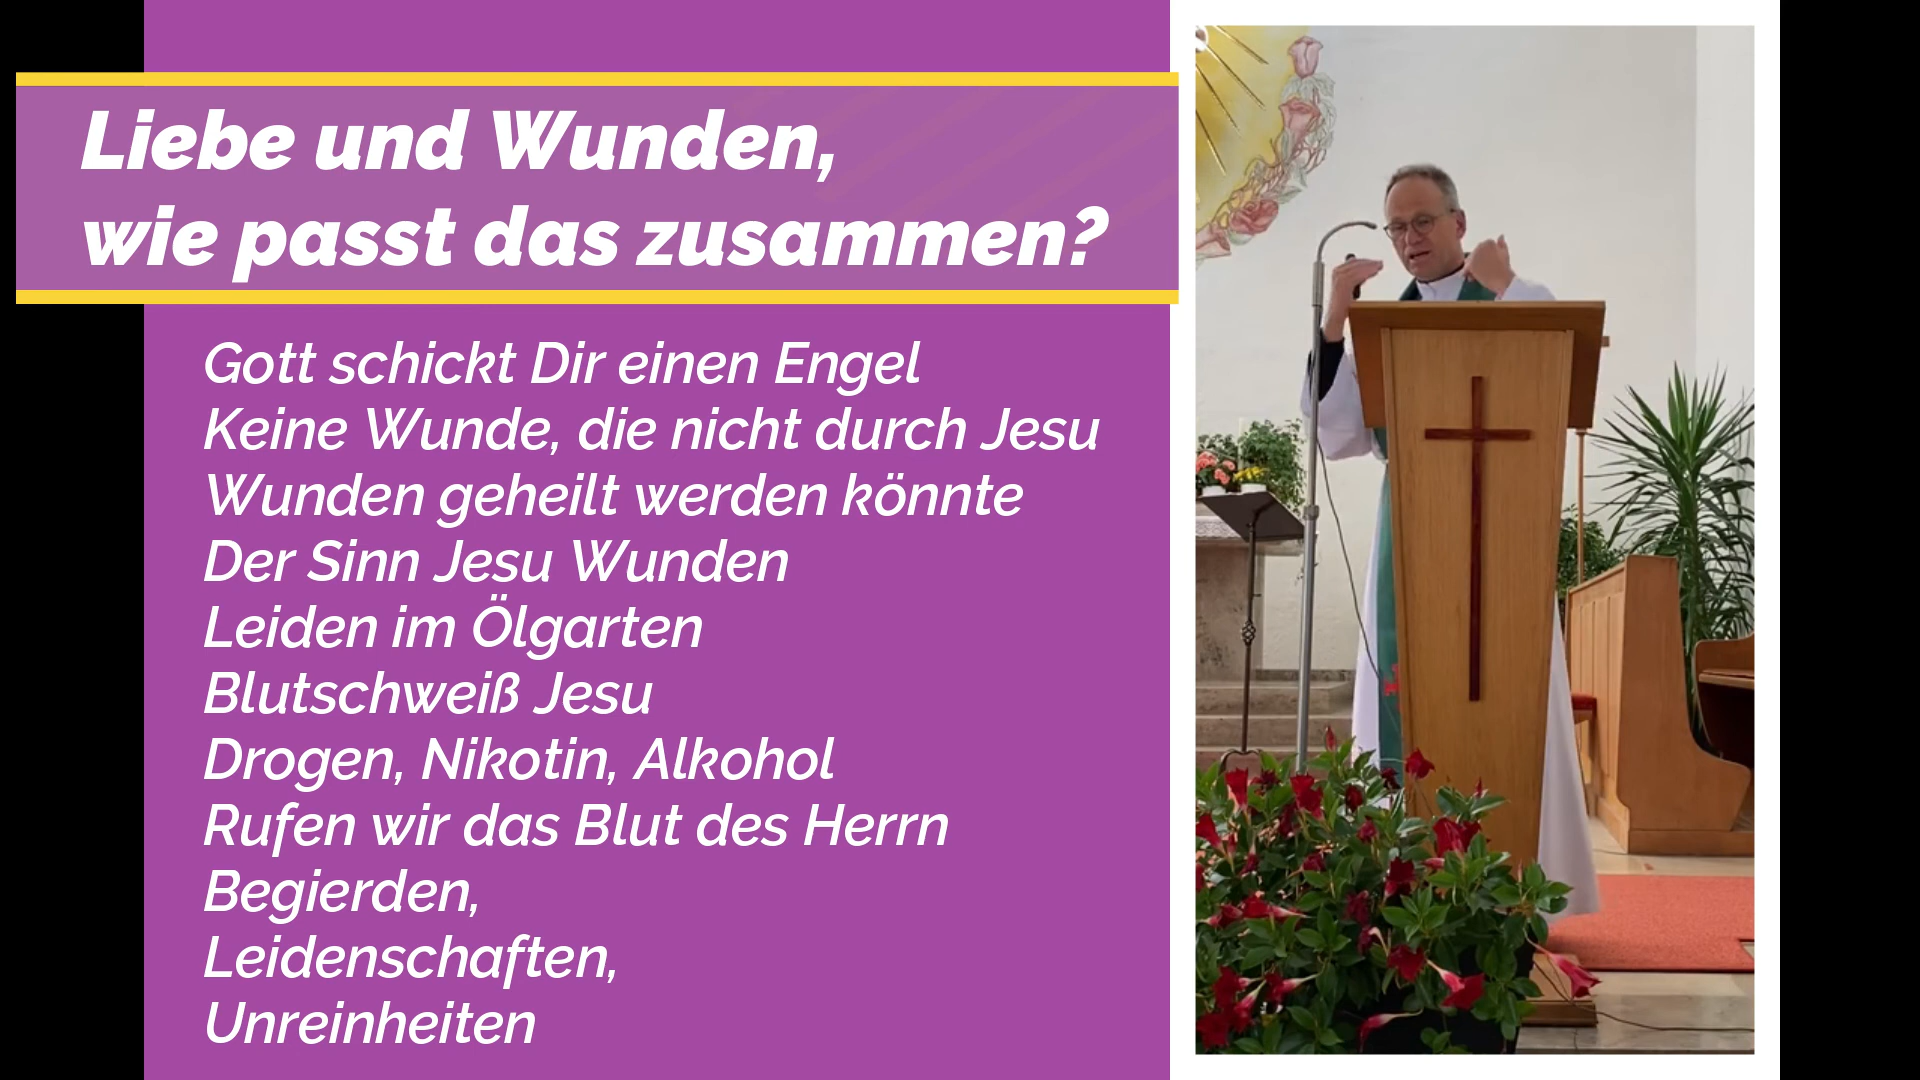 Liebe und Wunden,
wie passt das zusammen?
Gott schickt Dir einen Engel
Keine Wunde, die nicht durch Jesu
Wunden geheilt werden könnte
Der Sinn Jesu Wunden
Leiden im Ölgarten
Blutschweiß Jesu
Drogen, Nikotin, Alkohol
Rufen wir das Blut des Herrn
Begierden,
Leidenschaften,
Unreinheiten